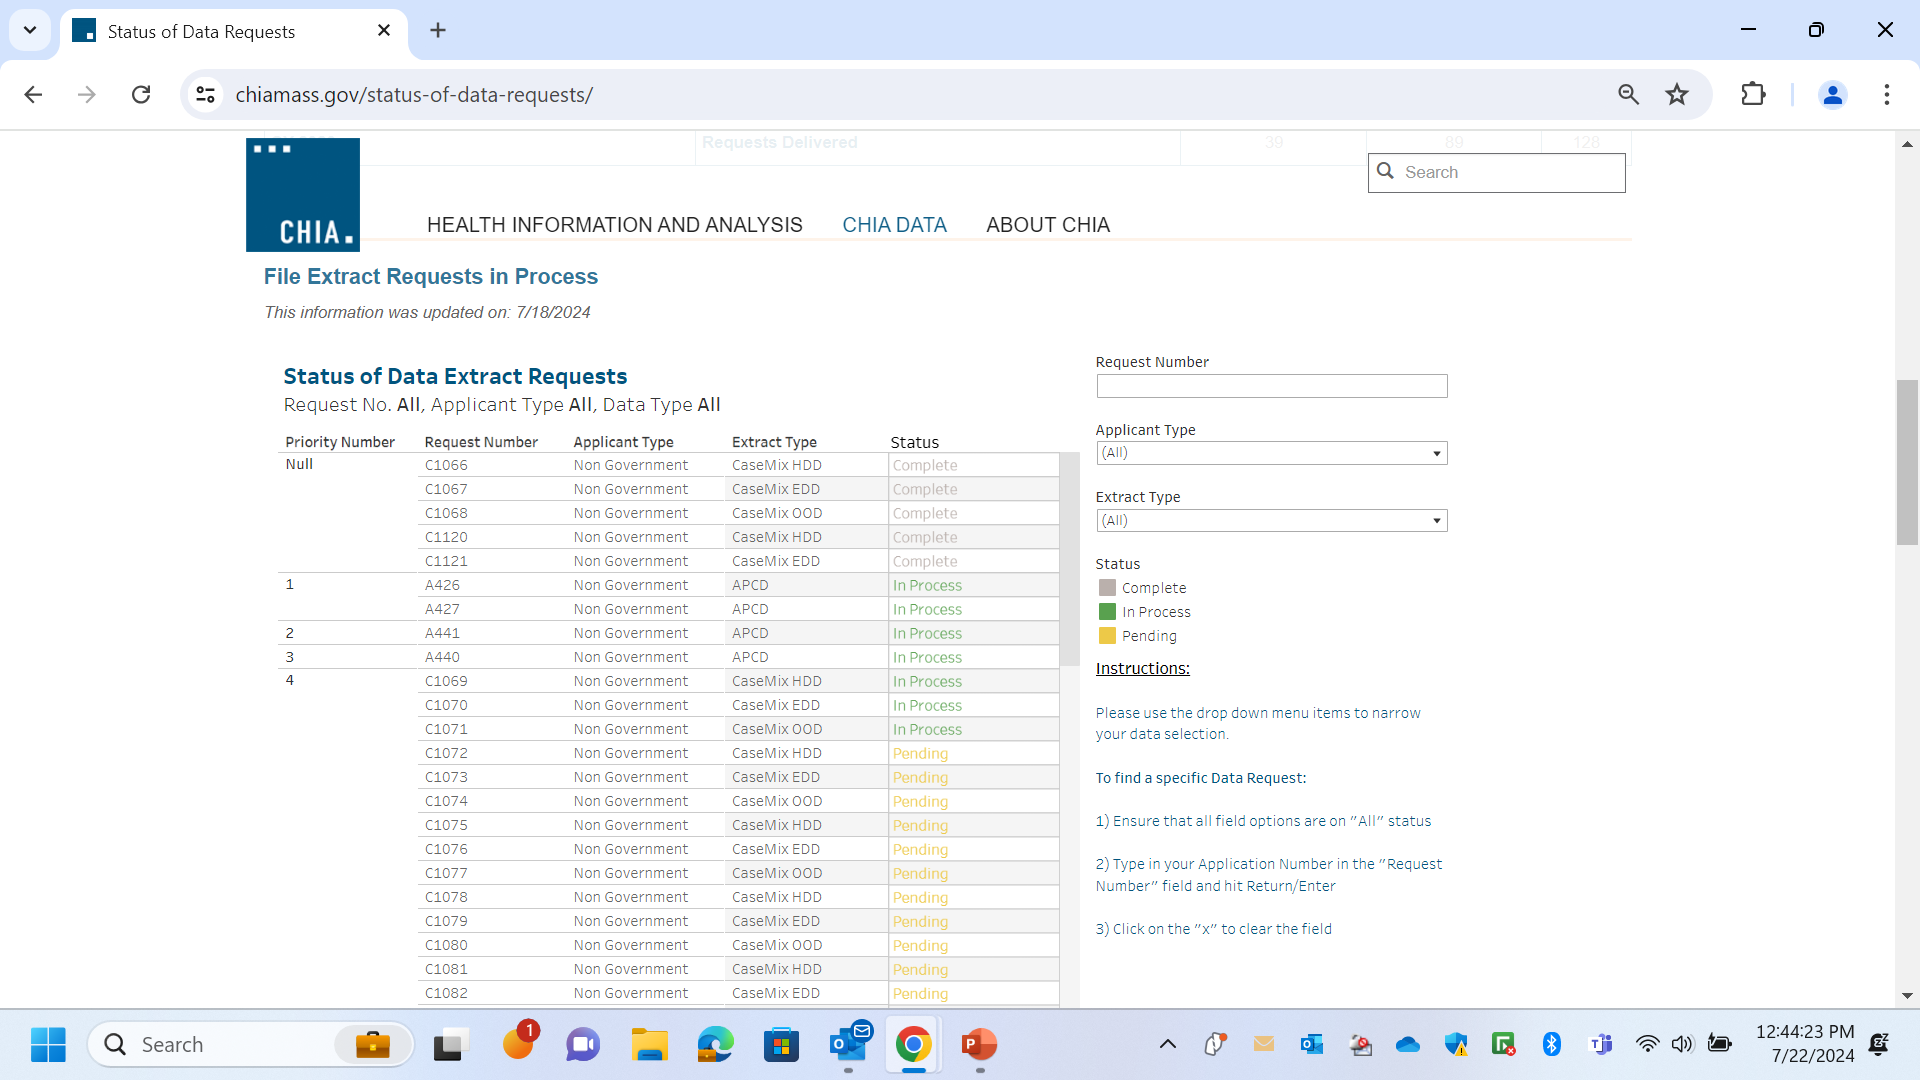 Status of Data Requests
chiamass.gov/status-of-data-requests/
Requests Delivered 39 89 128
Search
CHIA.
HEALTH INFORMATION AND ANALYSIS CHIA DATA ABOUT CHIA
File Extract Requests in Process
This information was updated on: 7/18/2024
Status of Data Extract Requests
Request No. All, Applicant Type All, Data Type All
Priority Number Request Number Applicant Type Extract Type Status
Null C1066 Non Government CaseMix HDD Complete
C1067 Non Government CaseMix EDD Complete
C1068 Non Government CaseMix OOD Complete
C1120 Non Government CaseMix HDD Complete
C1121 Non Government CaseMix EDD Complete
1 A426 Non Government APCD In Process
A427 Non Government APCD In Process
2 A441 Non Government APCD In Process
3 A440 Non Government APCD In Process
4 C1069 Non Government CaseMix HDD In Process
C1070 Non Government CaseMix EDD In Process
C1071 Non Government CaseMix OOD In Process
C1072 Non Government CaseMix HDD Pending
C1073 Non Government CaseMix EDD Pending
C1074 Non Government CaseMix OOD Pending
C1075 Non Government CaseMix HDD Pending
C1076 Non Government CaseMix EDD Pending
C1077 Non Government CaseMix OOD Pending
C1078 Non Government CaseMix HDD Pending
C1079 Non Government CaseMix EDD Pending
C1080 Non Government CaseMix OOD Pending
C1081 Non Government CaseMix HDD Pending
C1082 Non Government CaseMix EDD Pending
Request Number
Applicant Type
(All)
Extract Type
(All)
Status
Complete
In Process
Pending
Instructions:
Please use the drop down menu items to narrow
your data selection.
To find a specific Data Request:
1) Ensure that all field options are on "All" status
2) Type in your Application Number in the "Request
Number" field and hit Return/Enter
3) Click on the "x" to clear the field
Search
1
12:44:23 PM
7/22/2024